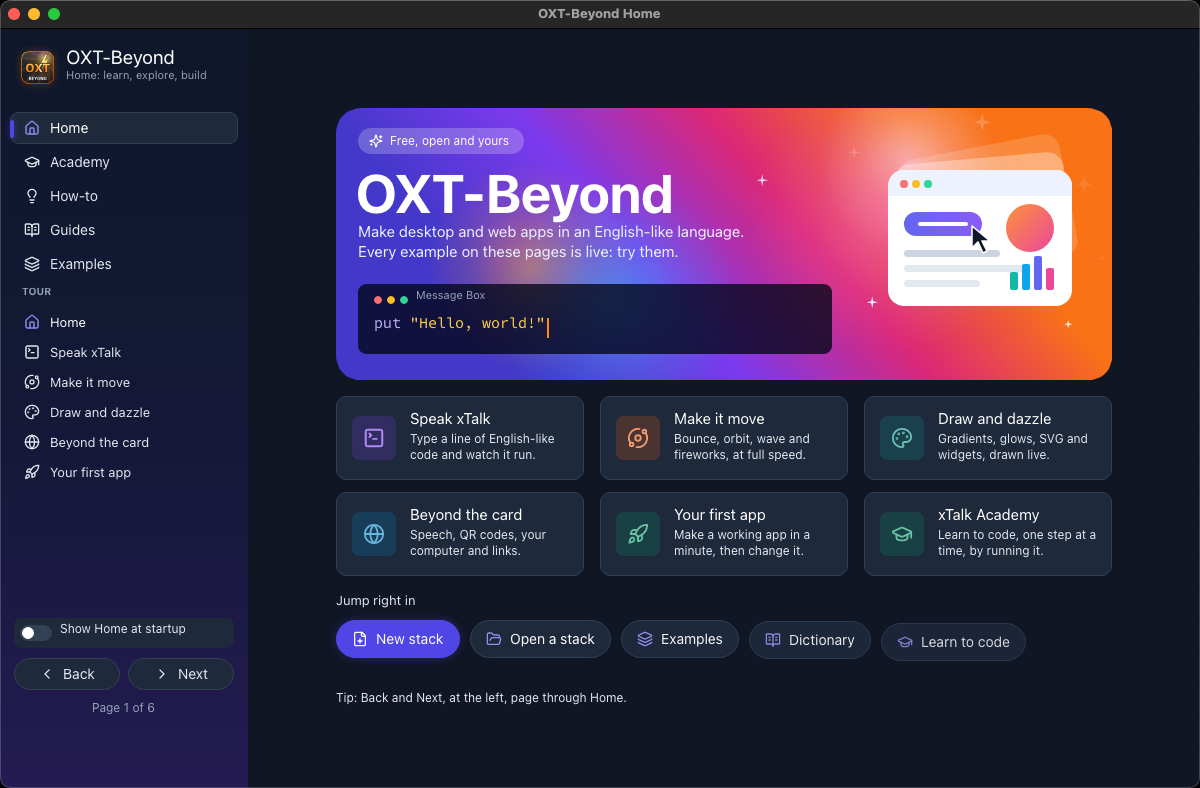 OXT-Beyond Home
OXT
BEYOND
OXT-Beyond
Home: learn, explore, build
Home
Academy
How-to
Guides
Examples
TOUR
Home
Speak xTalk
Make it move
Draw and dazzle
Beyond the card
Your first app
Show Home at startup
Back
Next
Page 1 of 6
Free, open and yours
OXT-Beyond
Make desktop and web apps in an English-like language.
Every example on these pages is live: try them.
Message Box
put "Hello, world!"
Speak xTalk
Type a line of English-like
code and watch it run.
Make it move
Bounce, orbit, wave and
fireworks, at full speed.
Draw and dazzle
Gradients, glows, SVG and
widgets, drawn live.
Beyond the card
Speech, QR codes, your
computer and links.
Your first app
Make a working app in a
minute, then change it.
xTalk Academy
Learn to code, one step at a
time, by running it.
Jump right in
New stack
Open a stack
Examples
Dictionary
Learn to code
Tip: Back and Next, at the left, page through Home.